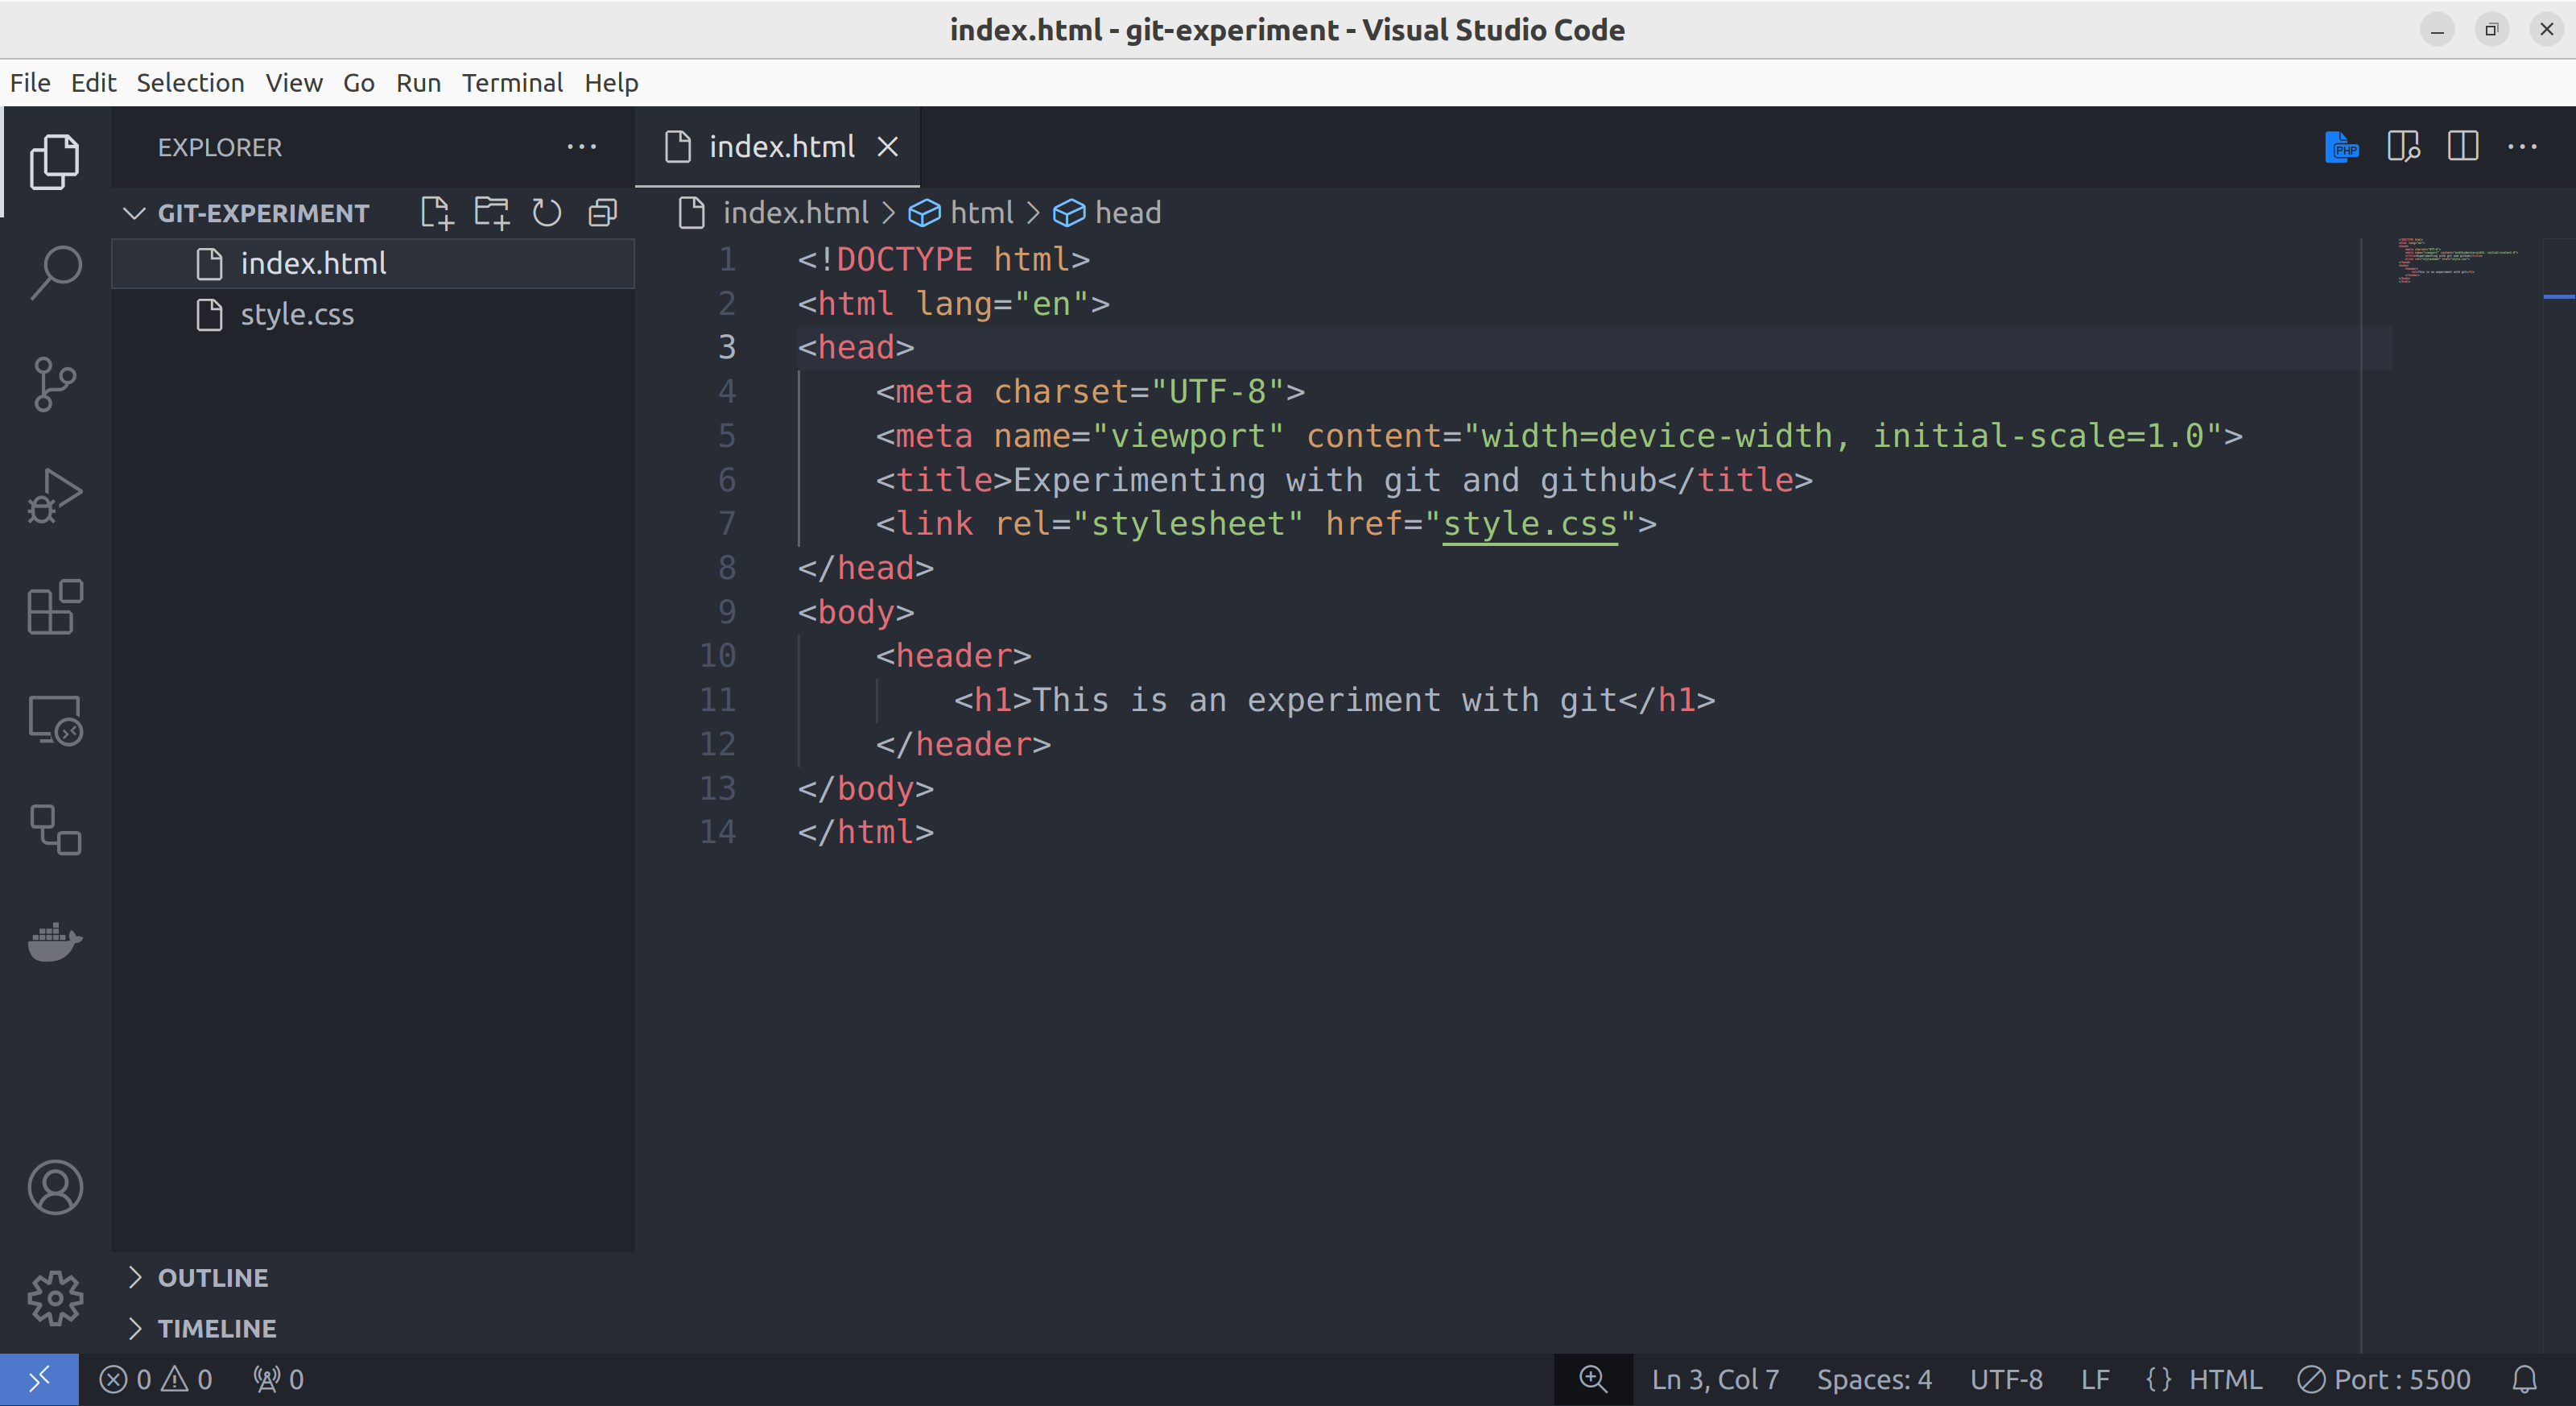 index.html - git-experiment - Visual Studio Code
File Edit Selection View Go Run Terminal Help
EXPLORER
index.html
GIT-EXPERIMENT
index.html
style.css
index.html > html > head
1 <!DOCTYPE html>
2 <html lang="en">
3 <head>
4     <meta charset="UTF-8">
5     <meta name="viewport" content="width=device-width, initial-scale=1.0">
6     <title>Experimenting with git and github</title>
7     <link rel="stylesheet" href="style.css">
8 </head>
9 <body>
10     <header>
11         <h1>This is an experiment with git</h1>
12     </header>
13 </body>
14 </html>
PHP
OUTLINE
TIMELINE
0 0 0
Ln 3, Col 7 Spaces: 4 UTF-8 LF {} HTML Port : 5500